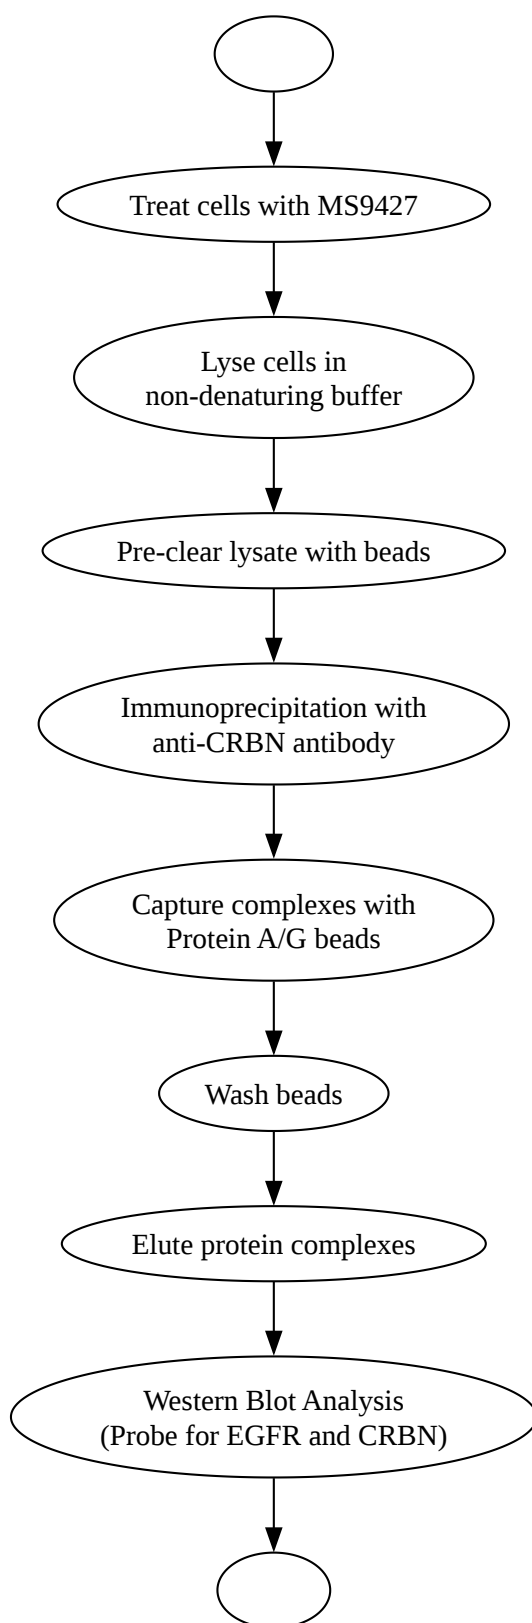 Treat cells with MS9427
Lyse cells in
non-denaturing buffer
Pre-clear lysate with beads
Immunoprecipitation with
anti-CRBN antibody
Capture complexes with
Protein A/G beads
Wash beads
Elute protein complexes
Western Blot Analysis
(Probe for EGFR and CRBN)